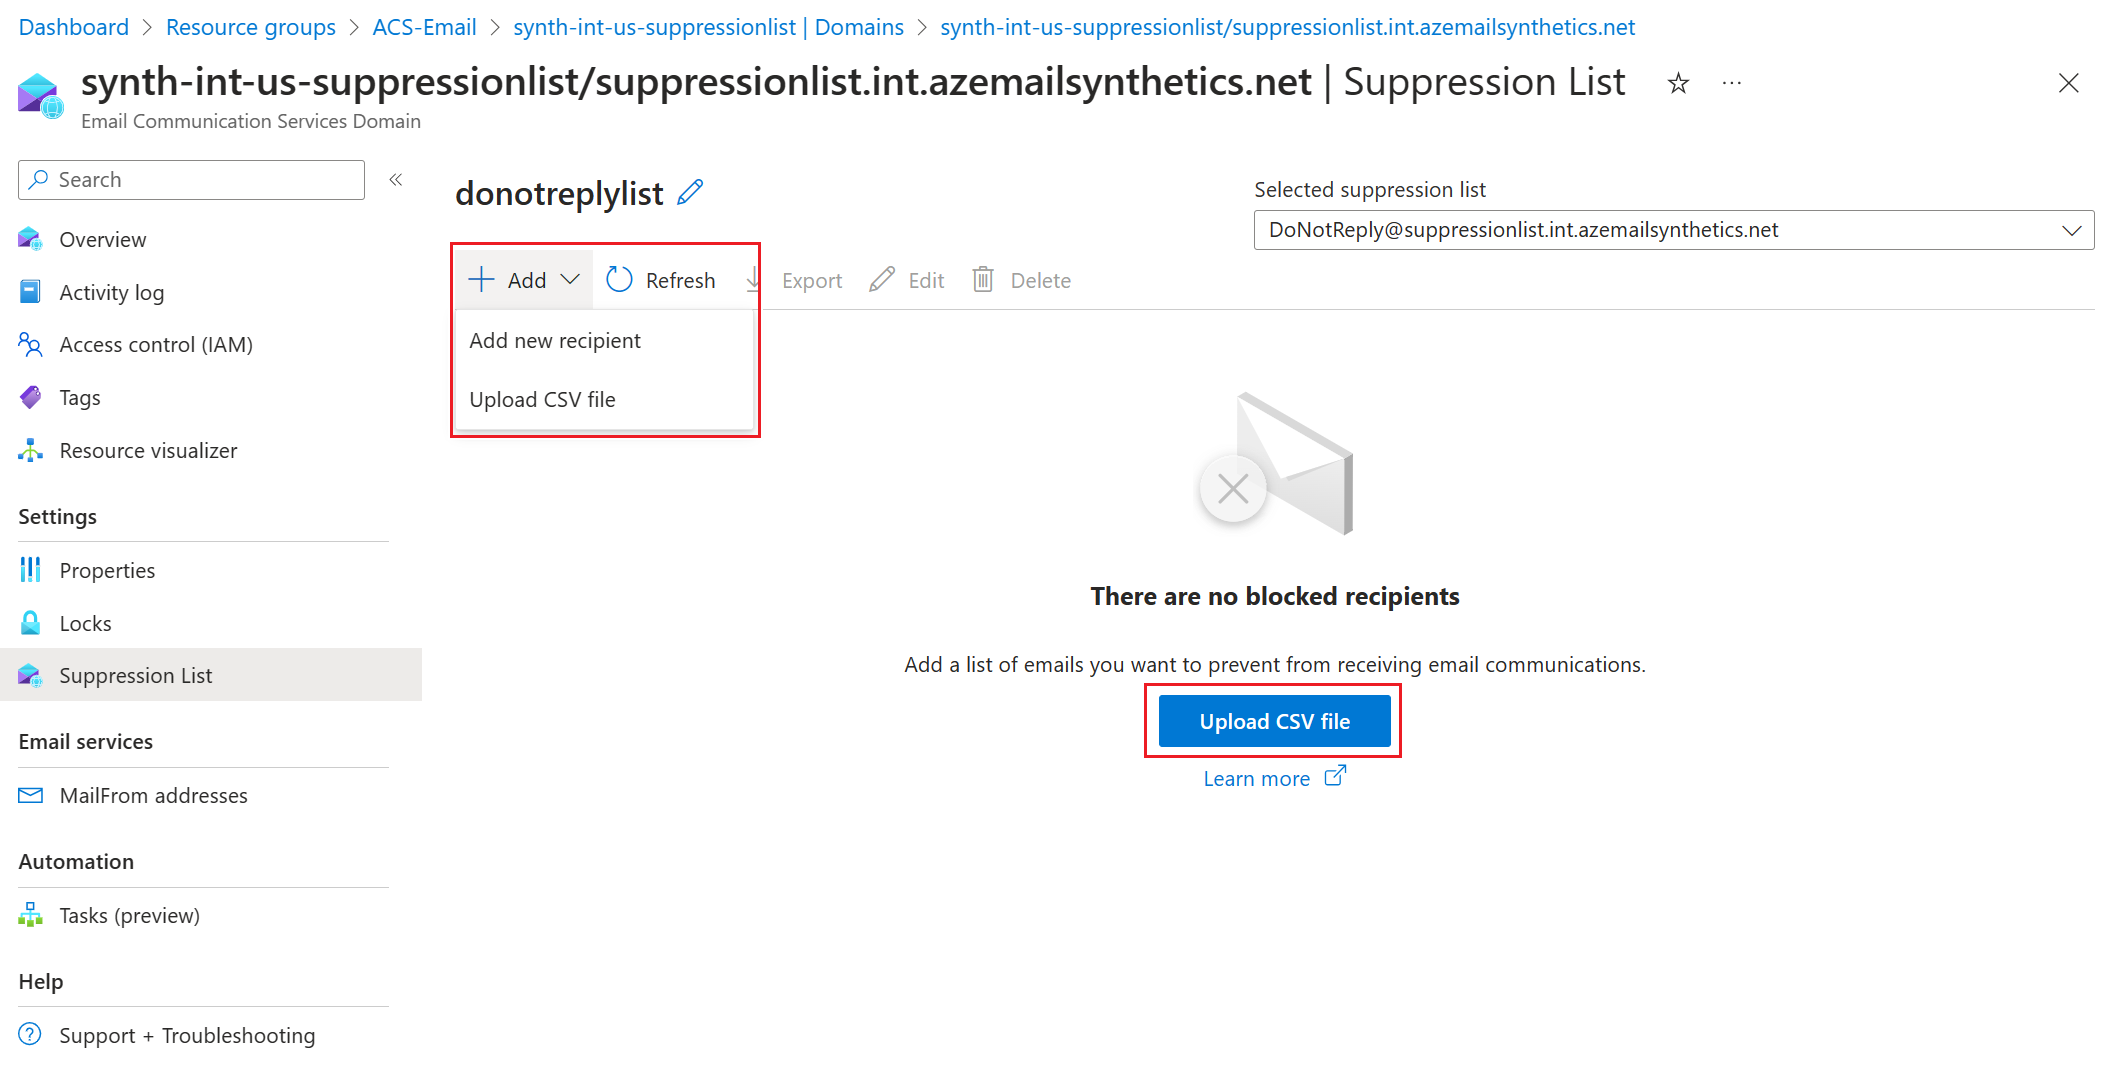 Dashboard > Resource groups > ACS-Email > synth-int-us-suppressionlist | Domains > synth-int-us-suppressionlist/suppressionlist.int.azemailsynthetics.net
synth-int-us-suppressionlist/suppressionlist.int.azemailsynthetics.net | Suppression List
Email Communication Services Domain
Search
Overview
Activity log
Access control (IAM)
Tags
Resource visualizer
Settings
Properties
Locks
Suppression List
Email services
MailFrom addresses
Automation
Tasks (preview)
Help
Support + Troubleshooting
donotreplylist
Selected suppression list
DoNotReply@suppressionlist.int.azemailsynthetics.net
Add Refresh Export Edit Delete
Add new recipient
Upload CSV file
There are no blocked recipients
Add a list of emails you want to prevent from receiving email communications.
Upload CSV file
Learn more